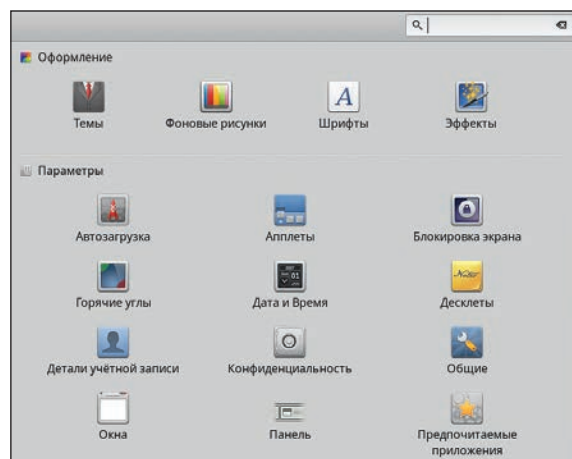 Оформление
Темы Фоновые рисунки Шрифты Эффекты
Параметры
Автозагрузка Апплеты Блокировка экрана
Горячие углы Дата и Время Десклеты
Детали учётной записи Конфиденциальность Общие
Окна Панель Предпочитаемые
приложения